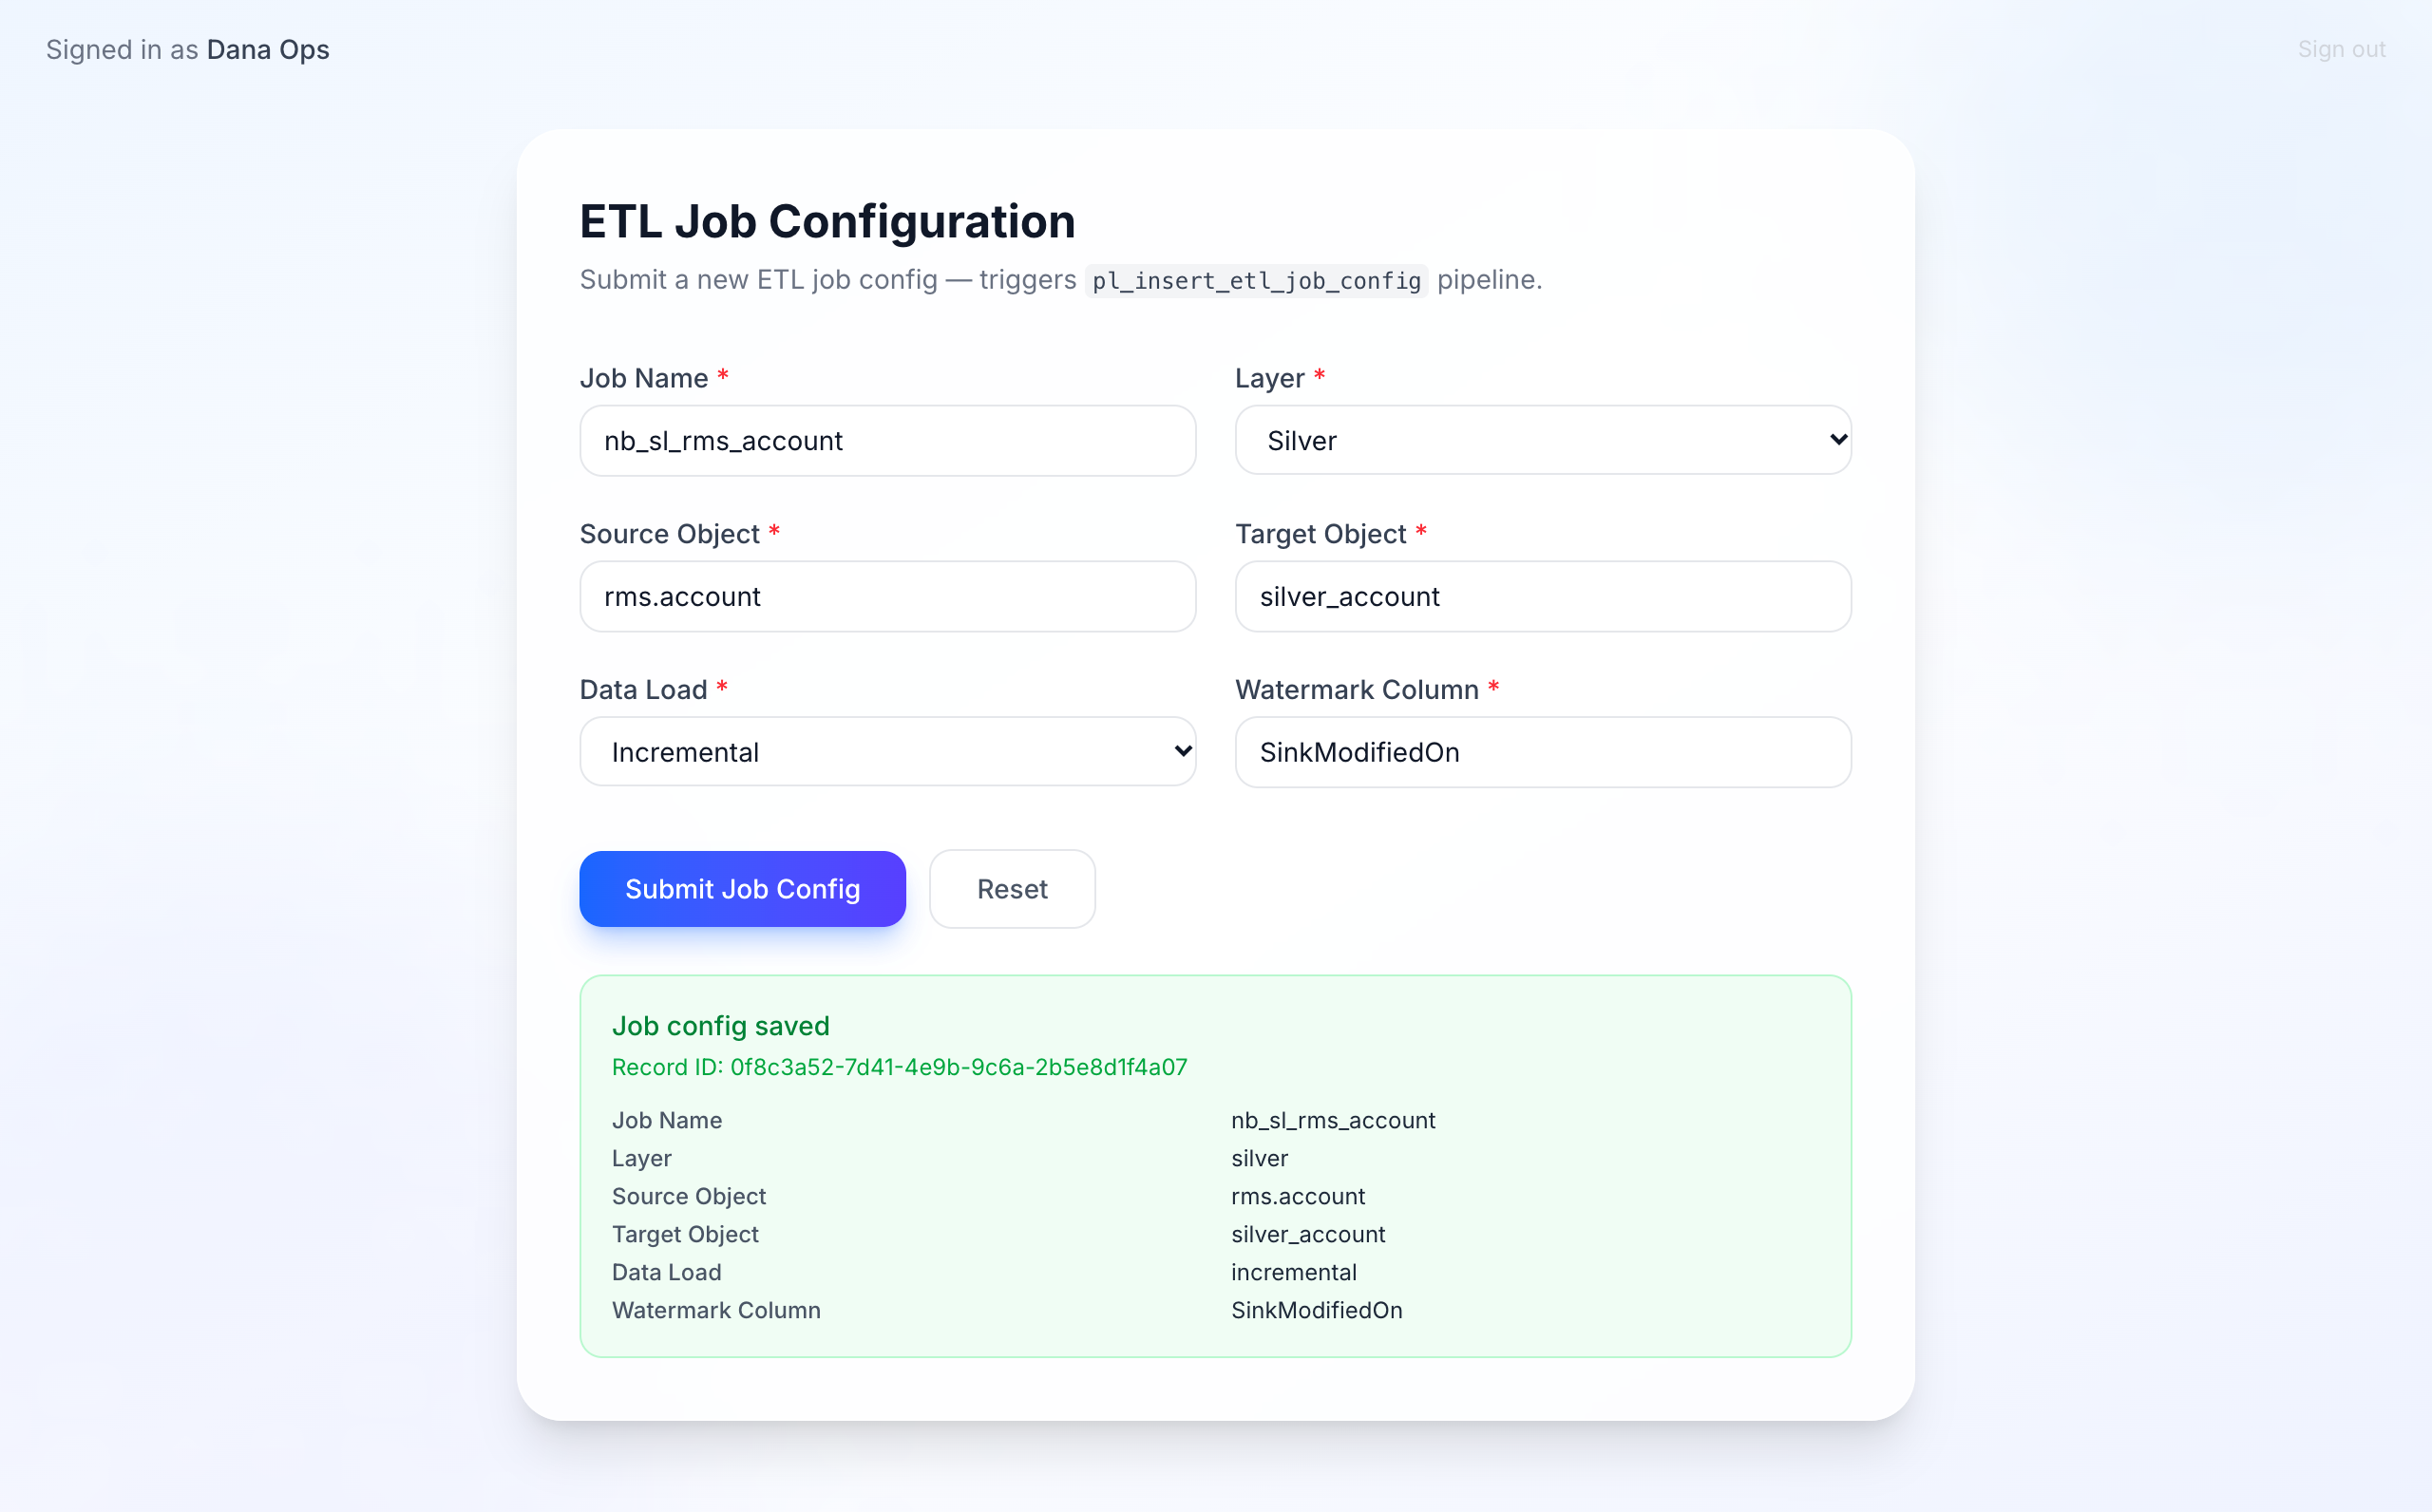 Signed in as Dana Ops
Sign out
ETL Job Configuration
Submit a new ETL job config — triggers pl_insert_etl_job_config pipeline.
Job Name *
Layer *
nb_sl_rms_account
Silver
Source Object *
Target Object *
rms.account
silver_account
Data Load *
Watermark Column *
Incremental
SinkModifiedOn
Submit Job Config
Reset
Job config saved
Record ID: 0f8c3a52-7d41-4e9b-9c6a-2b5e8d1f4a07
Job Name nb_sl_rms_account
Layer silver
Source Object rms.account
Target Object silver_account
Data Load incremental
Watermark Column SinkModifiedOn